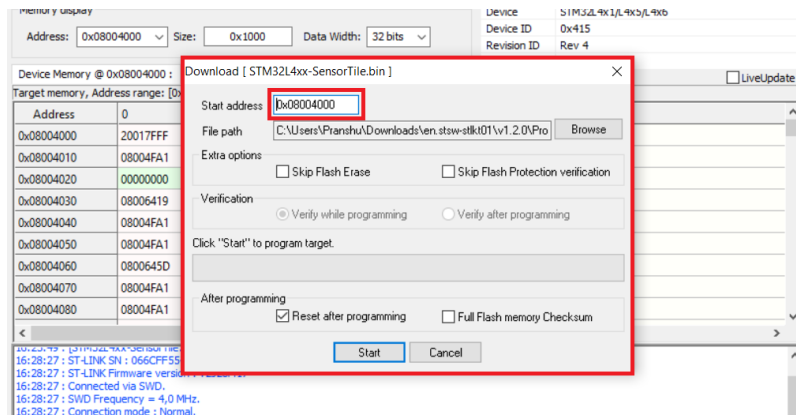 Memory display
Address: 0x08004000 Size: 0x1000 Data Width: 32 bits
Device STM32L4x1/L4x5/L4x6
Device ID 0x415
Revision ID Rev 4
Device Memory @ 0x08004000 :
LiveUpdate
Target memory, Address range: [0x
Address 0
0x08004000 20017FFF
0x08004010 08004FA1
0x08004020 00000000
0x08004030 08006419
0x08004040 08004FA1
0x08004050 08004FA1
0x08004060 0800645D
0x08004070 08004FA1
0x08004080 08004FA1
Download [ STM32L4xx-SensorTile.bin ]
Start address 0x08004000
File path C:\Users\Pranshu\Downloads\en.stsw-stlkt01\v1.2.0\Pro Browse
Extra options
Skip Flash Erase Skip Flash Protection verification
Verification
Verify while programming Verify after programming
Click "Start" to program target.
After programming
Reset after programming Full Flash memory Checksum
Start Cancel
16:28:27 : ST-LINK SN : 066CFF55
16:28:27 : ST-LINK Firmware version :
16:28:27 : Connected via SWD.
16:28:27 : SWD Frequency = 4,0 MHz.
16:28:27 : Connection mode : Normal.